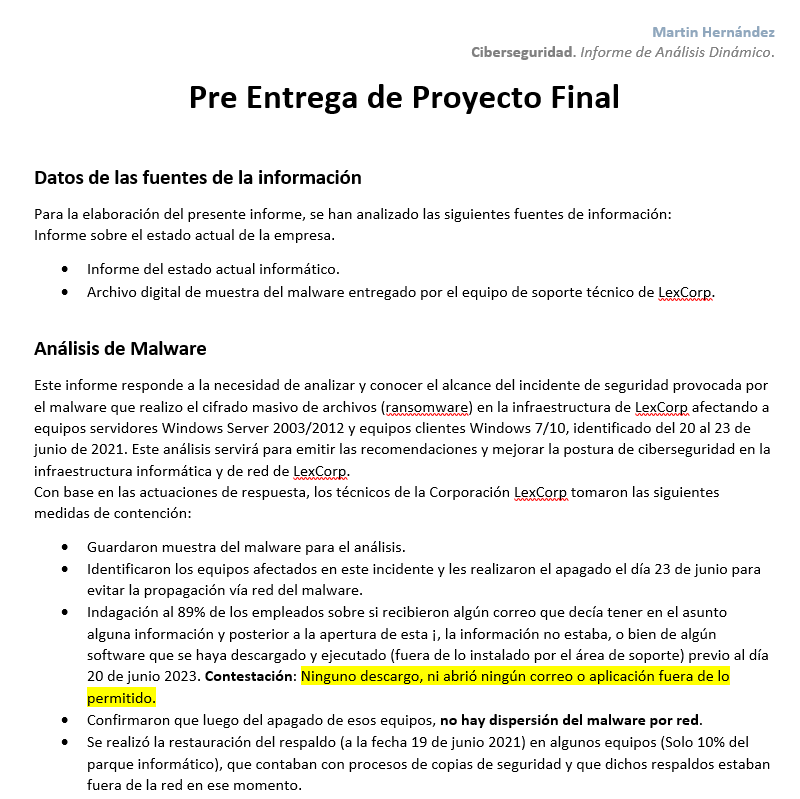 Martin Hernández
Ciberseguridad. Informe de Análisis Dinámico.
Pre Entrega de Proyecto Final
Datos de las fuentes de la información
Para la elaboración del presente informe, se han analizado las siguientes fuentes de información:
Informe sobre el estado actual de la empresa.
• Informe del estado actual informático.
• Archivo digital de muestra del malware entregado por el equipo de soporte técnico de LexCorp.
Análisis de Malware
Este informe responde a la necesidad de analizar y conocer el alcance del incidente de seguridad provocada por
el malware que realizo el cifrado masivo de archivos (ransomware) en la infraestructura de LexCorp afectando a
equipos servidores Windows Server 2003/2012 y equipos clientes Windows 7/10, identificado del 20 al 23 de
junio de 2021. Este análisis servirá para emitir las recomendaciones y mejorar la postura de ciberseguridad en la
infraestructura informática y de red de LexCorp.
Con base en las actuaciones de respuesta, los técnicos de la Corporación LexCorp tomaron las siguientes
medidas de contención:
• Guardaron muestra del malware para el análisis.
• Identificaron los equipos afectados en este incidente y les realizaron el apagado el día 23 de junio para
evitar la propagación vía red del malware.
• Indagación al 89% de los empleados sobre si recibieron algún correo que decía tener en el asunto
alguna información y posterior a la apertura de esta ¡, la información no estaba, o bien de algún
software que se haya descargado y ejecutado (fuera de lo instalado por el área de soporte) previo al día
20 de junio 2023. Contestación: Ninguno descargo, ni abrió ningún correo o aplicación fuera de lo
permitido.
• Confirmaron que luego del apagado de esos equipos, no hay dispersión del malware por red.
• Se realizó la restauración del respaldo (a la fecha 19 de junio 2021) en algunos equipos (Solo 10% del
parque informático), que contaban con procesos de copias de seguridad y que dichos respaldos estaban
fuera de la red en ese momento.